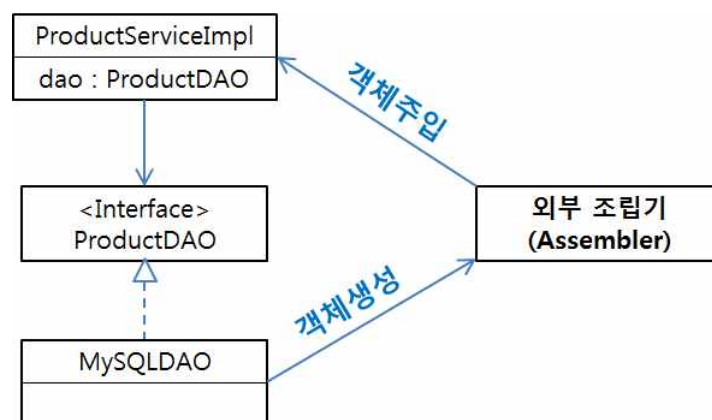 ProductServiceImpl
dao : ProductDAO
객체주입
<Interface>
ProductDAO
외부 조립기
(Assembler)
객체생성
MySQLDAO